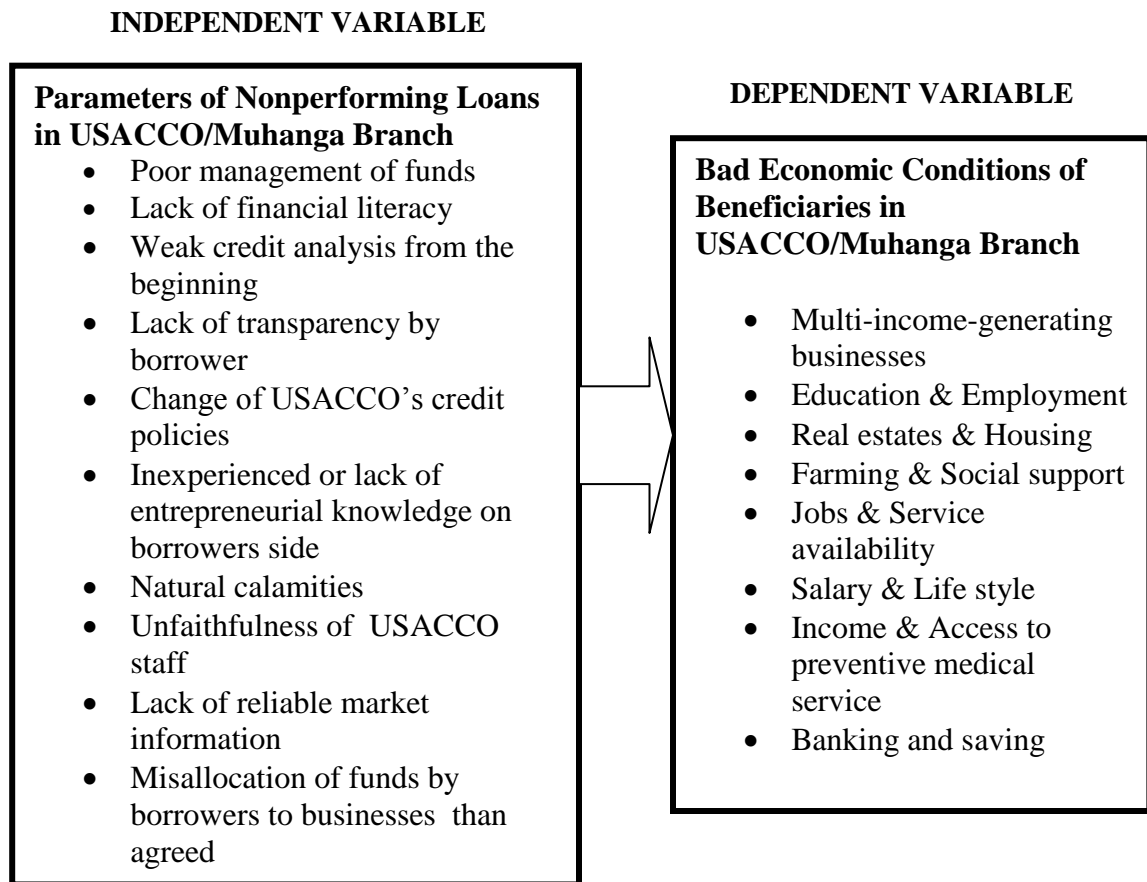 INDEPENDENT VARIABLE
Parameters of Nonperforming Loans
in USACCO/Muhanga Branch
• Poor management of funds
• Lack of financial literacy
• Weak credit analysis from the
beginning
• Lack of transparency by
borrower
• Change of USACCO’s credit
policies
• Inexperienced or lack of
entrepreneurial knowledge on
borrowers side
• Natural calamities
• Unfaithfulness of  USACCO
staff
• Lack of reliable market
information
• Misallocation of funds by
borrowers to businesses  than
agreed
DEPENDENT VARIABLE
Bad Economic Conditions of
Beneficiaries in
USACCO/Muhanga Branch
• Multi-income-generating
businesses
• Education & Employment
• Real estates & Housing
• Farming & Social support
• Jobs & Service
availability
• Salary & Life style
• Income & Access to
preventive medical
service
• Banking and saving